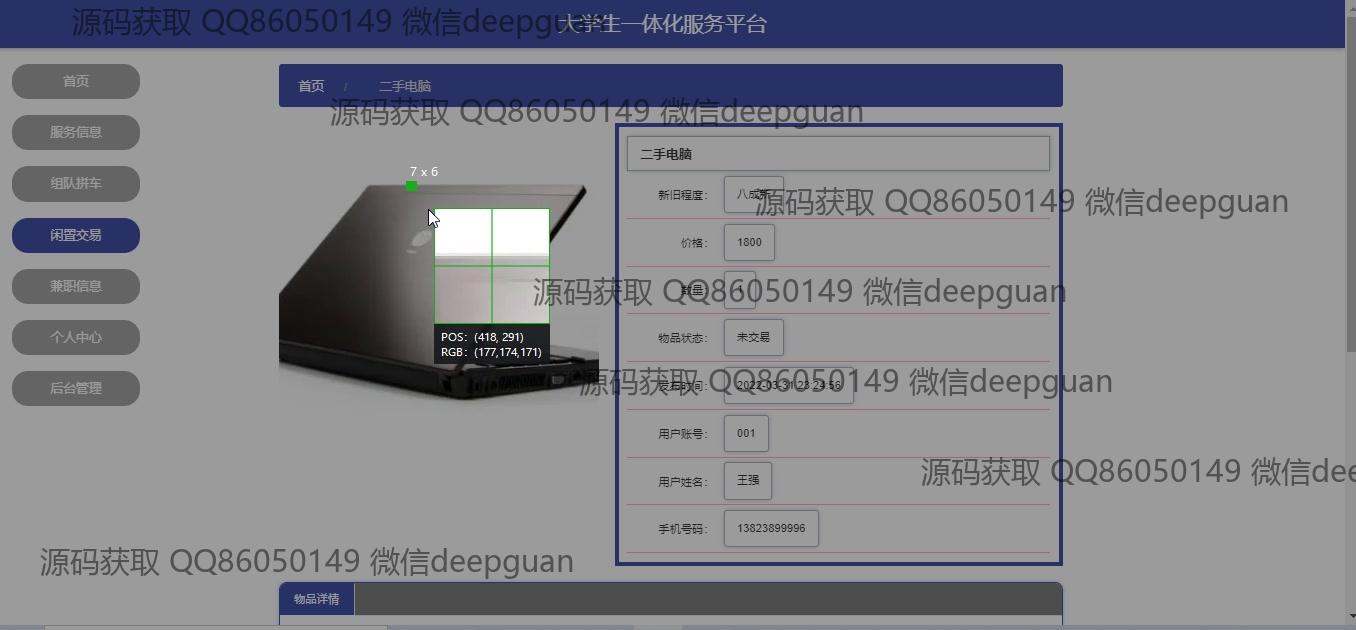 大学生一体化服务平台
源码获取 QQ86050149 微信deepguan
首页
服务信息
组队拼车
闲置交易
兼职信息
个人中心
后台管理
首页 / 二手电脑
源码获取 QQ86050149 微信deepguan
7 x 6
POS: (418, 291)
RGB: (177,174,171)
二手电脑
新旧程度: 八成新
源码获取 QQ86050149 微信deepguan
价格: 1800
数量: 1
源码获取 QQ86050149 微信deepguan
物品状态: 未交易
发布时间: 2022-03-31 23:24:56
源码获取 QQ86050149 微信deepguan
用户账号: 001
源码获取 QQ86050149 微信dee
用户姓名: 王强
手机号码: 13823899996
源码获取 QQ86050149 微信deepguan
物品详情